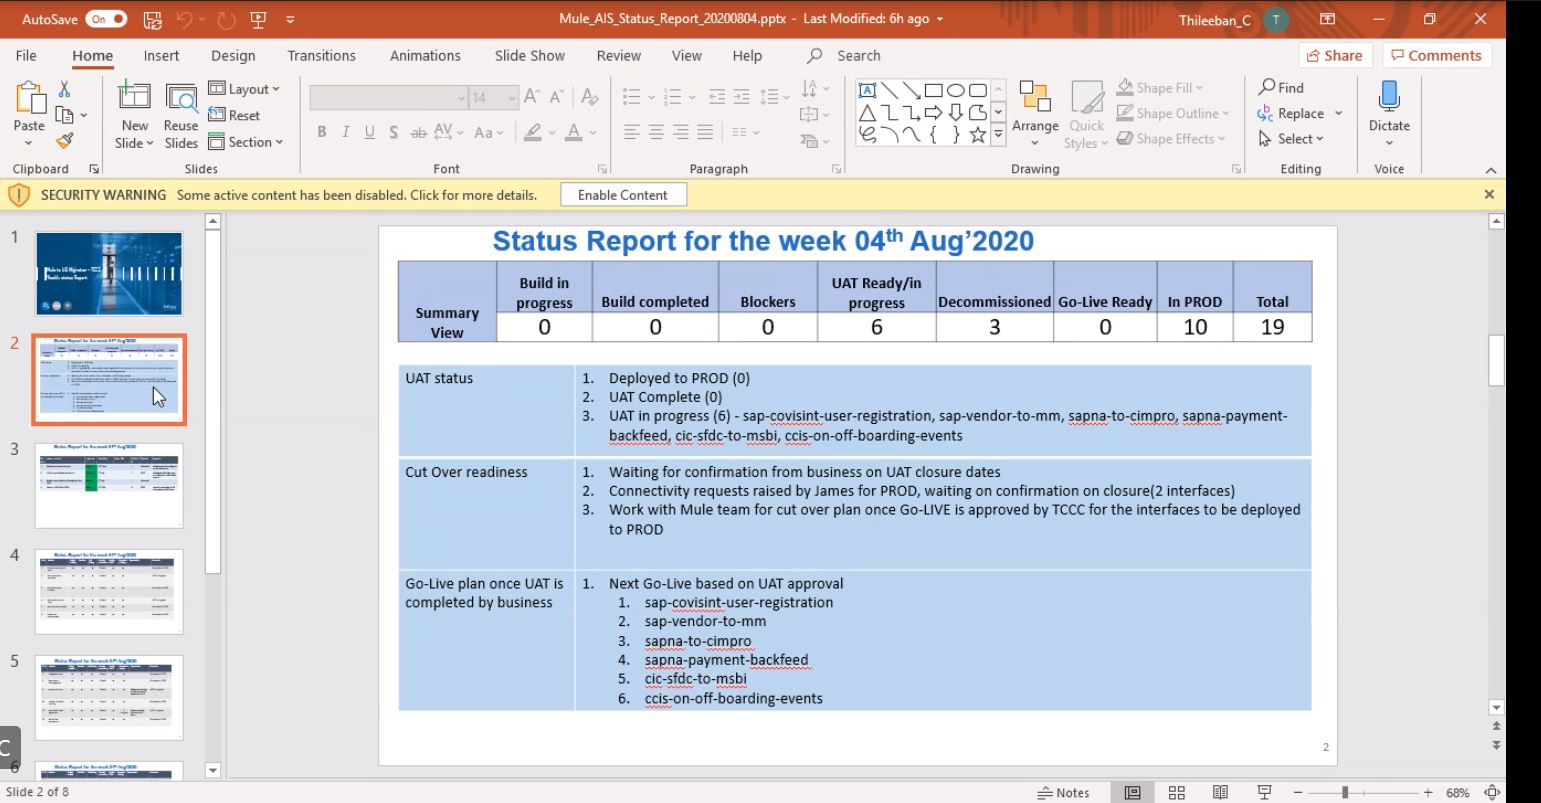 AutoSave On Mule_AIS_Status_Report_20200804.pptx - Last Modified: 6h ago Thileeban_C T
File Home Insert Design Transitions Animations Slide Show Review View Help Search Share Comments
Paste
New Slide
Reuse Slides
Layout
Reset
Section
14
B I U S ab AV Aa A
Arrange
Quick Styles
Shape Fill
Shape Outline
Shape Effects
Find
Replace
Select
Dictate
Clipboard Slides Font Paragraph Drawing Editing Voice
SECURITY WARNING Some active content has been disabled. Click for more details. Enable Content
1
2
3
4
5
6
C
Status Report for the week 04th Aug'2020
Summary View
Build in progress Build completed Blockers UAT Ready/in progress Decommissioned Go-Live Ready In PROD Total
0 0 0 6 3 0 10 19
UAT status
1. Deployed to PROD (0)
2. UAT Complete (0)
3. UAT in progress (6) - sap-covisint-user-registration, sap-vendor-to-mm, sapna-to-cimpro, sapna-payment-
backfeed, cic-sfdc-to-msbi, ccis-on-off-boarding-events
Cut Over readiness
1. Waiting for confirmation from business on UAT closure dates
2. Connectivity requests raised by James for PROD, waiting on confirmation on closure(2 interfaces)
3. Work with Mule team for cut over plan once Go-LIVE is approved by TCCC for the interfaces to be deployed
to PROD
Go-Live plan once UAT is
completed by business
1. Next Go-Live based on UAT approval
1. sap-covisint-user-registration
2. sap-vendor-to-mm
3. sapna-to-cimpro
4. sapna-payment-backfeed
5. cic-sfdc-to-msbi
6. ccis-on-off-boarding-events
2
Slide 2 of 8 Notes 68%